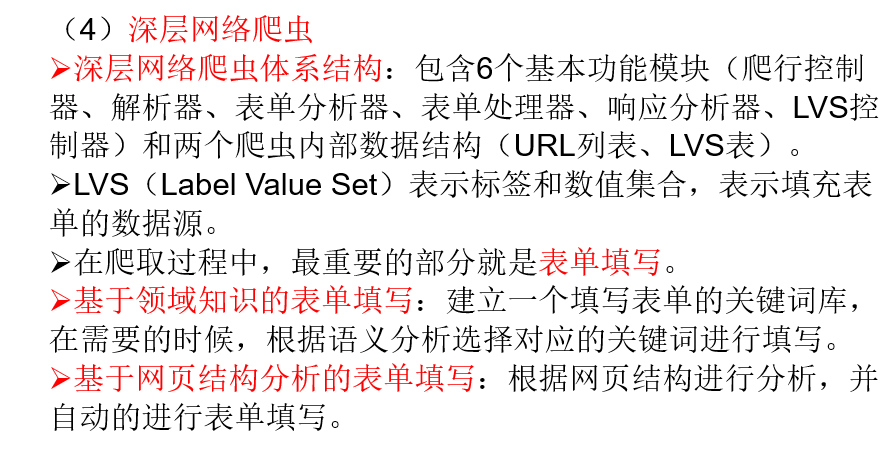 （4）深层网络爬虫
➢深层网络爬虫体系结构：包含6个基本功能模块（爬行控制
器、解析器、表单分析器、表单处理器、响应分析器、LVS控
制器）和两个爬虫内部数据结构（URL列表、LVS表）。
➢LVS（Label Value Set）表示标签和数值集合，表示填充表
单的数据源。
➢在爬取过程中，最重要的部分就是表单填写。
➢基于领域知识的表单填写：建立一个填写表单的关键词库，
在需要的时候，根据语义分析选择对应的关键词进行填写。
➢基于网页结构分析的表单填写：根据网页结构进行分析，并
自动的进行表单填写。